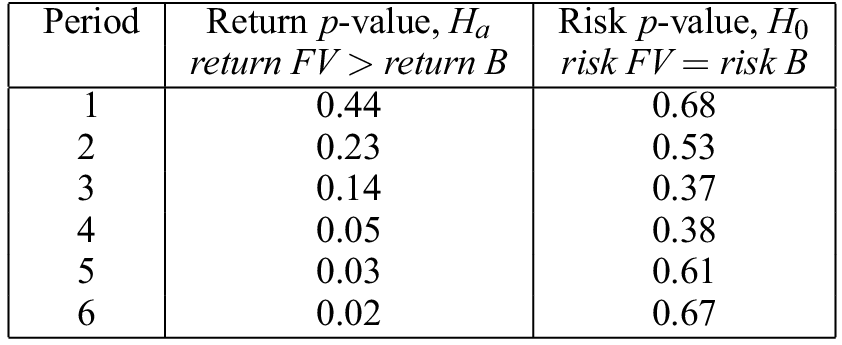 Period Return p-value, Hₐ Risk p-value, H₀
return FV > return B risk FV = risk B
1 0.44 0.68
2 0.23 0.53
3 0.14 0.37
4 0.05 0.38
5 0.03 0.61
6 0.02 0.67